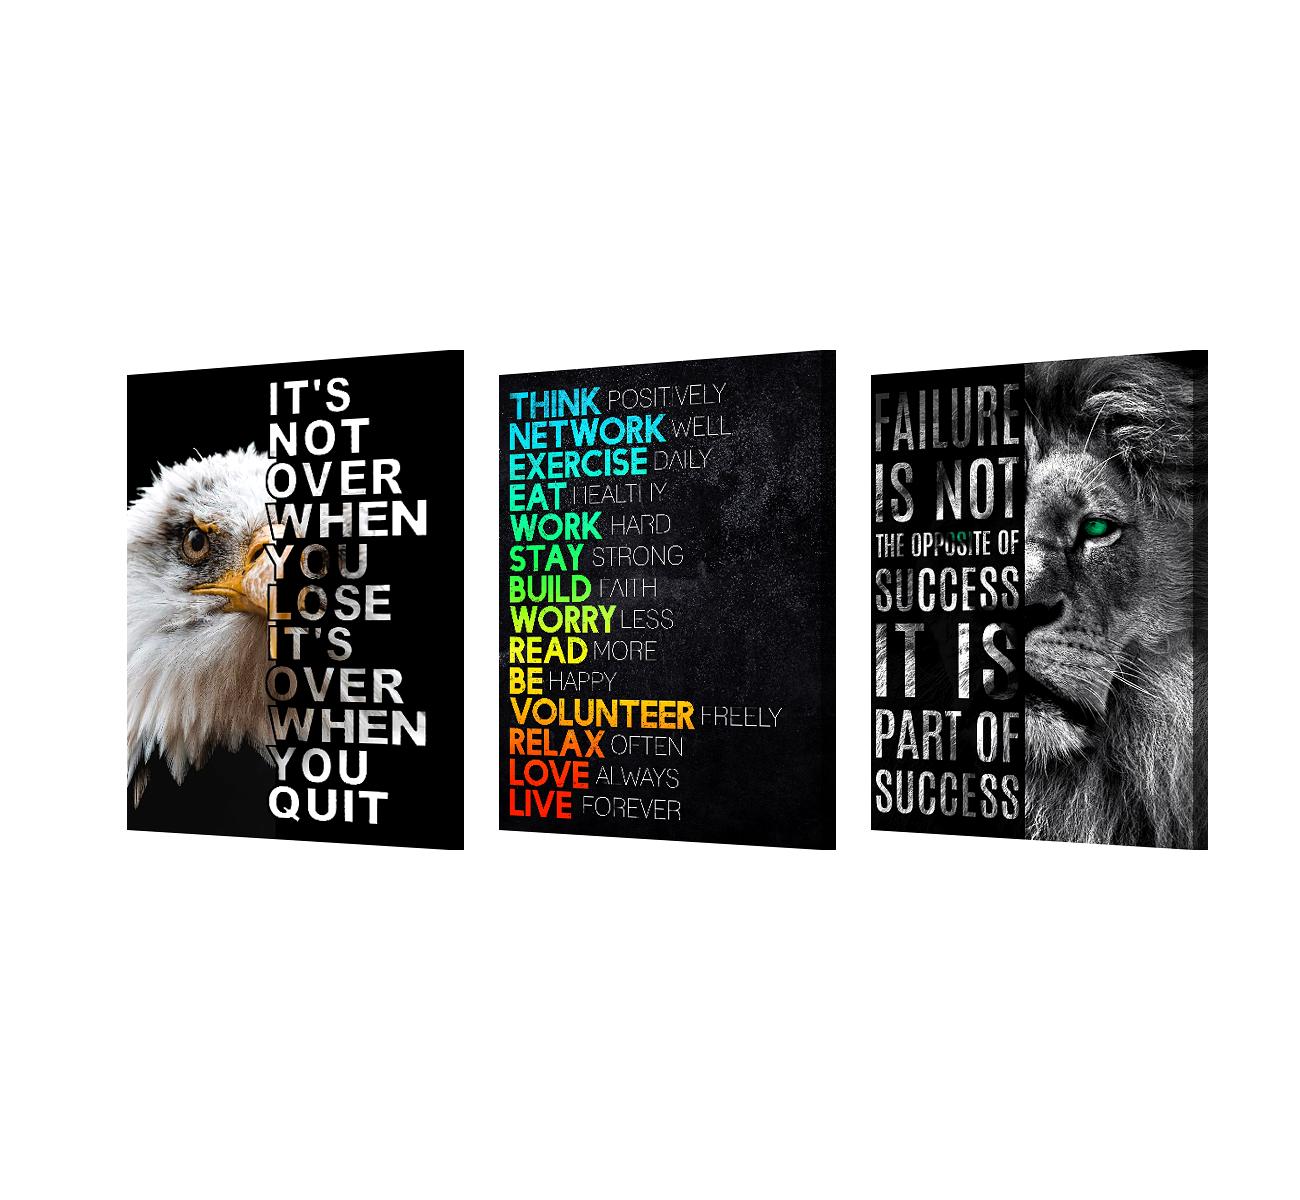 IT'S
NOT
OVER
WHEN
YOU
LOSE
IT'S
OVER
WHEN
YOU
QUIT
THINK POSITIVELY
NETWORK WELL
EXERCISE DAILY
EAT HEALTHY
WORK HARD
STAY STRONG
BUILD FAITH
WORRY LESS
READ MORE
BE HAPPY
VOLUNTEER FREELY
RELAX OFTEN
LOVE ALWAYS
LIVE FOREVER
FAILURE
IS NOT
THE OPPOSITE OF
SUCCESS
IT IS
PART OF
SUCCESS